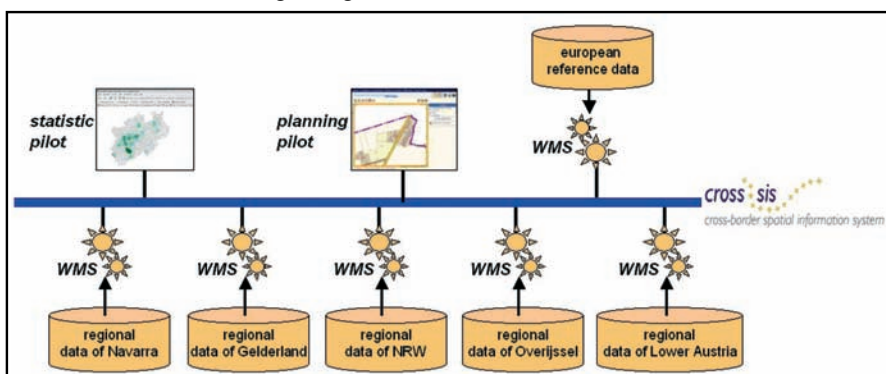 european
reference data
statistic
pilot
planning
pilot
WMS
cross sis
cross-border spatial information system
WMS
WMS
WMS
WMS
WMS
regional
data of Navarra
regional
data of Gelderland
regional
data of NRW
regional
data of Overijssel
regional
data of Lower Austria